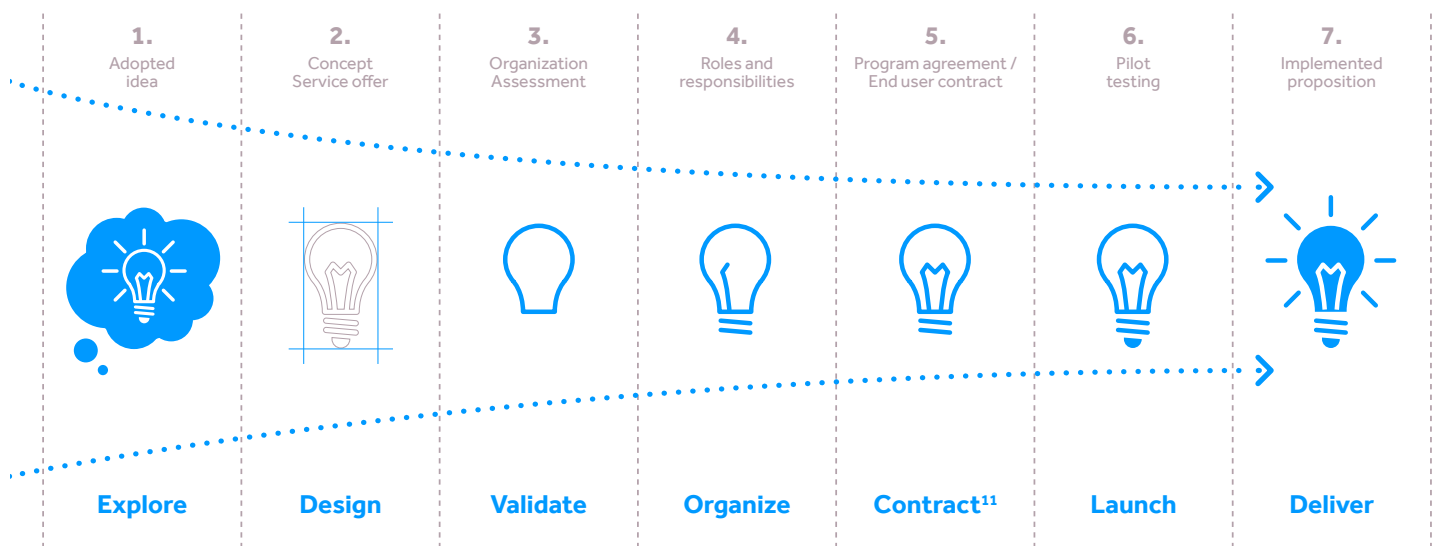 1.
Adopted
idea
2.
Concept
Service offer
3.
Organization
Assessment
4.
Roles and
responsibilities
5.
Program agreement /
End user contract
6.
Pilot
testing
7.
Implemented
proposition
Explore
Design
Validate
Organize
Contract¹¹
Launch
Deliver